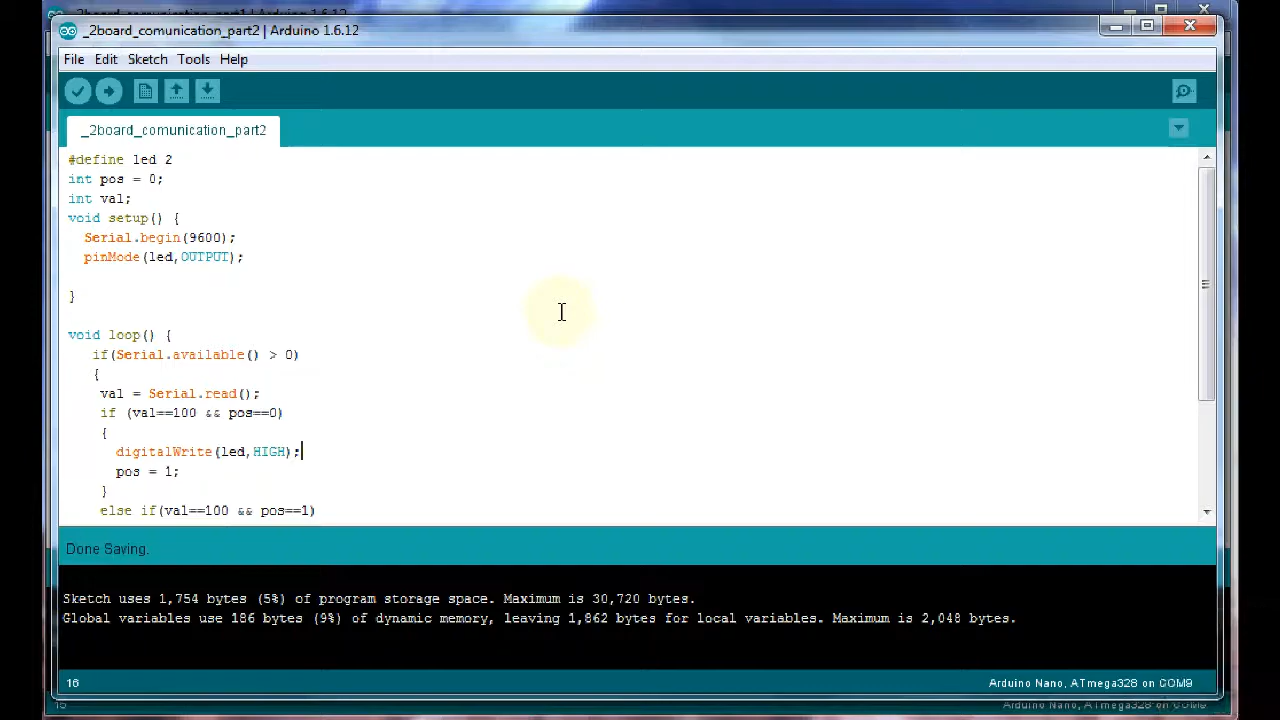 _2board_comunication_part2 | Arduino 1.6.12
File Edit Sketch Tools Help
_2board_comunication_part2
#define led 2
int pos = 0;
int val;
void setup() {
Serial.begin(9600);
pinMode(led,OUTPUT);
}
void loop() {
if(Serial.available() > 0)
{
val = Serial.read();
if (val==100 && pos==0)
{
digitalWrite(led,HIGH);
pos = 1;
}
else if(val==100 && pos==1)
Done Saving.
Sketch uses 1,754 bytes (5%) of program storage space. Maximum is 30,720 bytes.
Global variables use 186 bytes (9%) of dynamic memory, leaving 1,862 bytes for local variables. Maximum is 2,048 bytes.
16 Arduino Nano, ATmega328 on COM9
Arduino Nano, ATmega328 on COM9